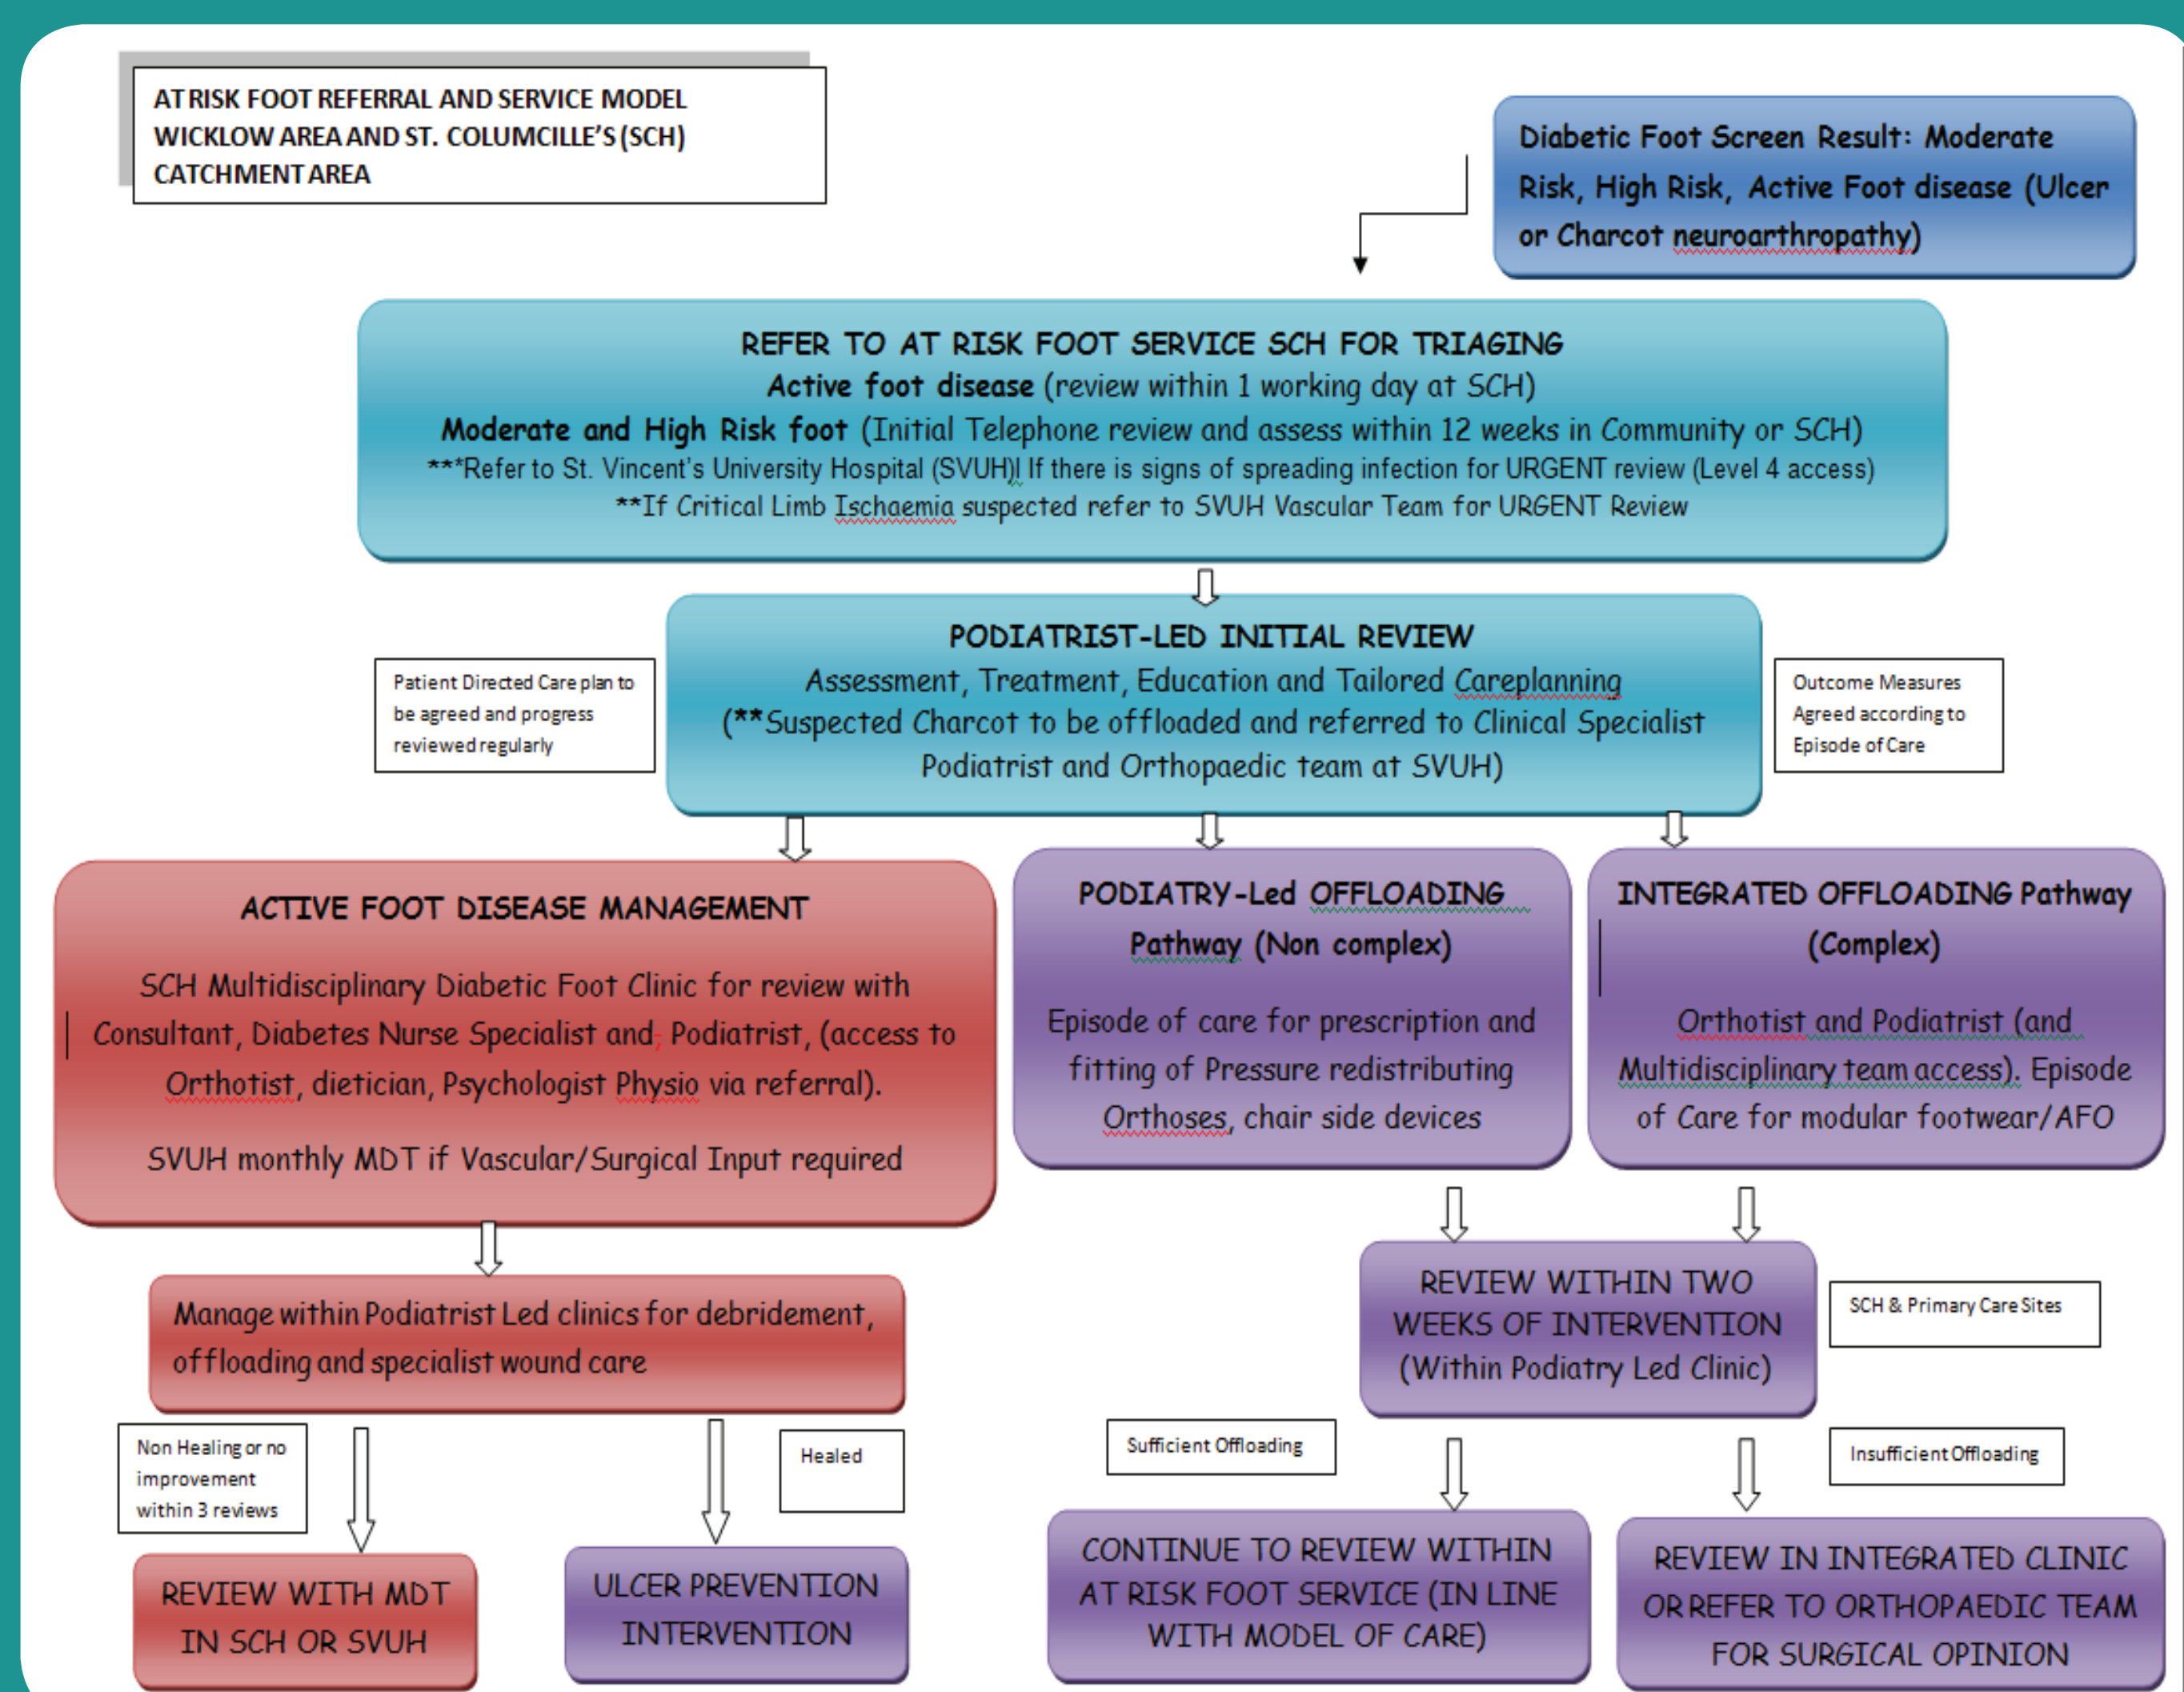 AT RISK FOOT REFERRAL AND SERVICE MODEL
WICKLOW AREA AND ST. COLUMCILLE'S (SCH)
CATCHMENT AREA
Diabetic Foot Screen Result: Moderate
Risk, High Risk, Active Foot disease (Ulcer
or Charcot neuroarthropathy)
REFER TO AT RISK FOOT SERVICE SCH FOR TRIAGING
Active foot disease (review within 1 working day at SCH)
Moderate and High Risk foot (Initial Telephone review and assess within 12 weeks in Community or SCH)
***Refer to St. Vincent's University Hospital (SVUH)l If there is signs of spreading infection for URGENT review (Level 4 access)
**If Critical Limb Ischaemia suspected refer to SVUH Vascular Team for URGENT Review
PODIATRIST-LED INITIAL REVIEW
Assessment, Treatment, Education and Tailored Careplanning
(**Suspected Charcot to be offloaded and referred to Clinical Specialist
Podiatrist and Orthopaedic team at SVUH)
Patient Directed Care plan to
be agreed and progress
reviewed regularly
Outcome Measures
Agreed according to
Episode of Care
ACTIVE FOOT DISEASE MANAGEMENT
SCH Multidisciplinary Diabetic Foot Clinic for review with
Consultant, Diabetes Nurse Specialist and, Podiatrist, (access to
Orthotist, dietician, Psychologist Physio via referral).
SVUH monthly MDT if Vascular/Surgical Input required
PODIATRY-Led OFFLOADING
Pathway (Non complex)
Episode of care for prescription and
fitting of Pressure redistributing
Orthoses, chair side devices
INTEGRATED OFFLOADING Pathway
(Complex)
Orthotist and Podiatrist (and
Multidisciplinary team access). Episode
of Care for modular footwear/AFO
Manage within Podiatrist Led clinics for debridement,
offloading and specialist wound care
REVIEW WITHIN TWO
WEEKS OF INTERVENTION
(Within Podiatry Led Clinic)
SCH & Primary Care Sites
Non Healing or no
improvement
within 3 reviews
Healed
Sufficient Offloading
Insufficient Offloading
REVIEW WITH MDT
IN SCH OR SVUH
ULCER PREVENTION
INTERVENTION
CONTINUE TO REVIEW WITHIN
AT RISK FOOT SERVICE (IN LINE
WITH MODEL OF CARE)
REVIEW IN INTEGRATED CLINIC
OR REFER TO ORTHOPAEDIC TEAM
FOR SURGICAL OPINION